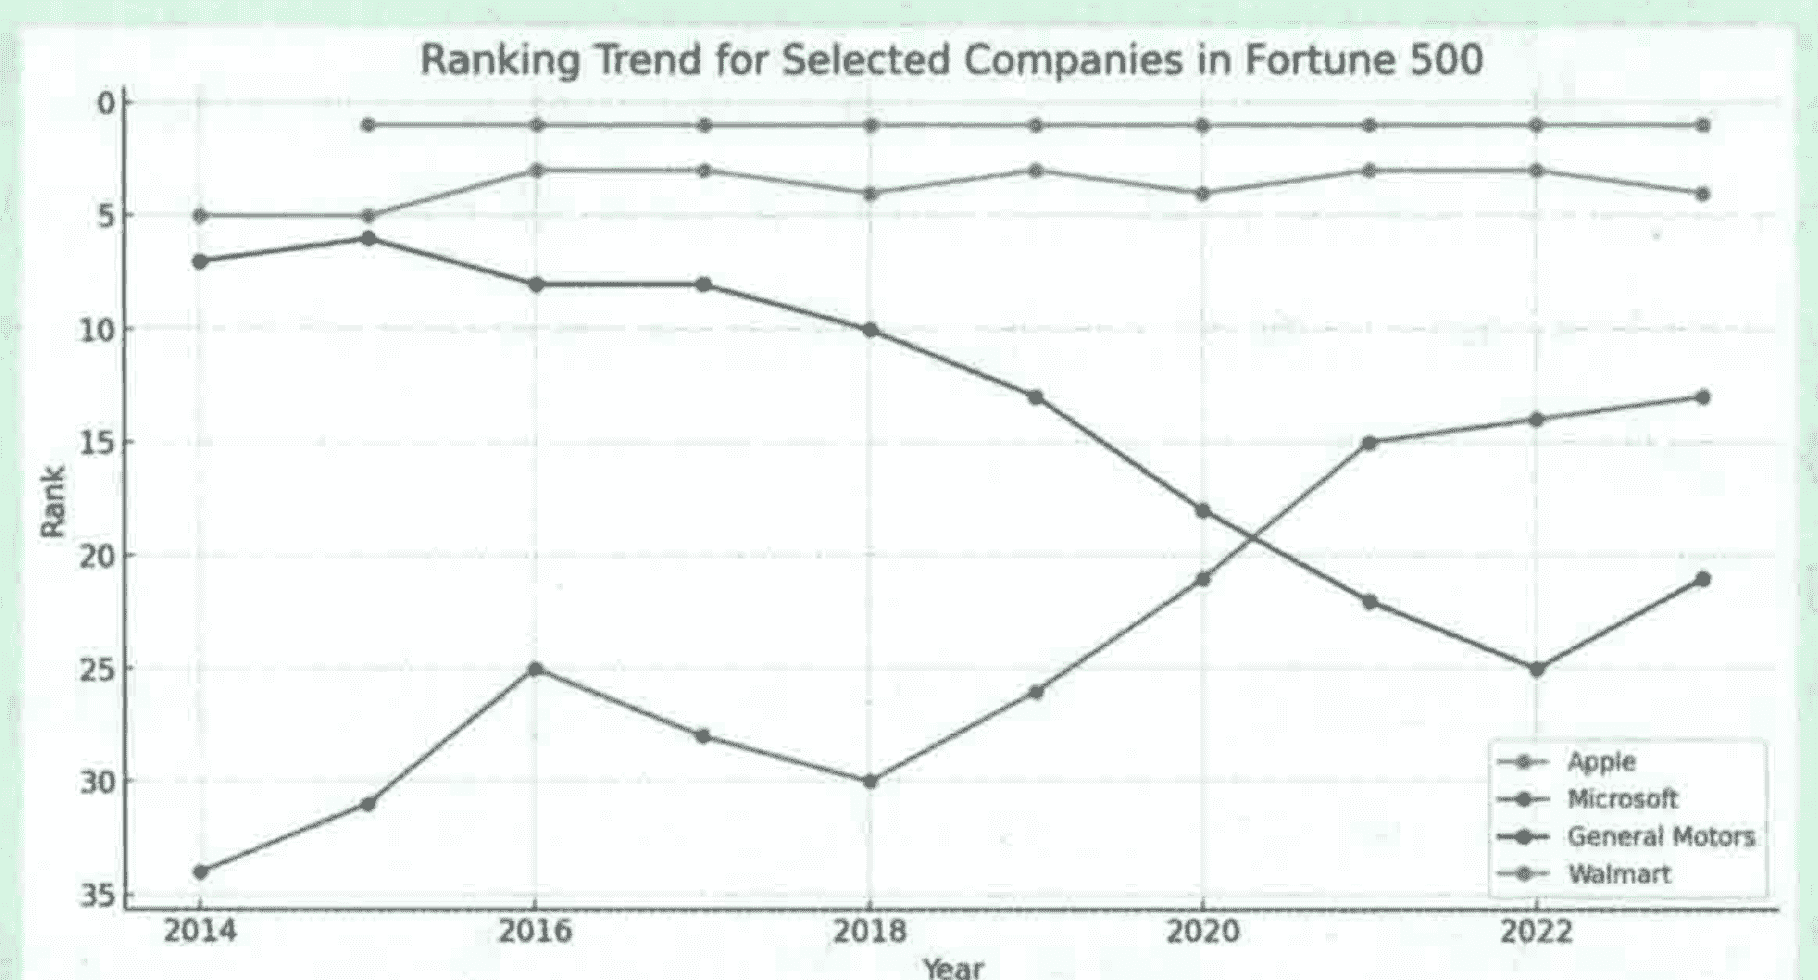 Ranking Trend for Selected Companies in Fortune 500
0
5
10
15
20
25
30
35
Rank
2014 2016 2018 2020 2022
Year
Apple
Microsoft
General Motors
Walmart